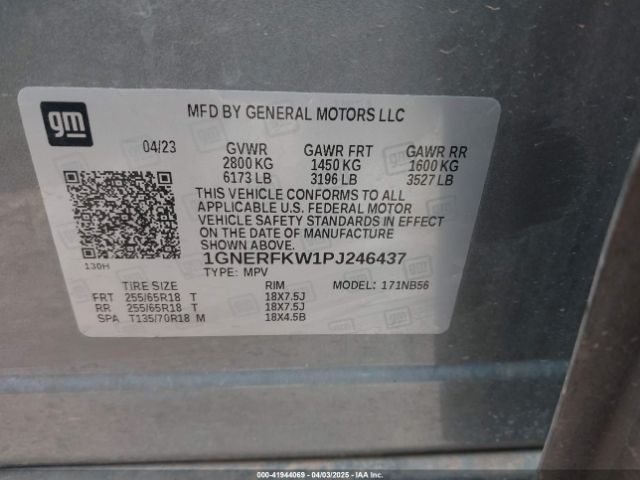 gm
MFD BY GENERAL MOTORS LLC
04/23 GVWR GAWR FRT GAWR RR
2800 KG 1450 KG 1600 KG
6173 LB 3196 LB 3527 LB
THIS VEHICLE CONFORMS TO ALL
APPLICABLE U.S. FEDERAL MOTOR
VEHICLE SAFETY STANDARDS IN EFFECT
ON THE DATE OF MANUFACTURE
SHOWN ABOVE.
130H
1GNERFKW1PJ246437
TYPE: MPV
TIRE SIZE RIM MODEL: 171NB56
FRT 255/65R18 T 18X7.5J
RR 255/65R18 T 18X7.5J
SPA T135/70R18 M 18X4.5B
000-41944069 - 04/03/2025 - IAAI.COM